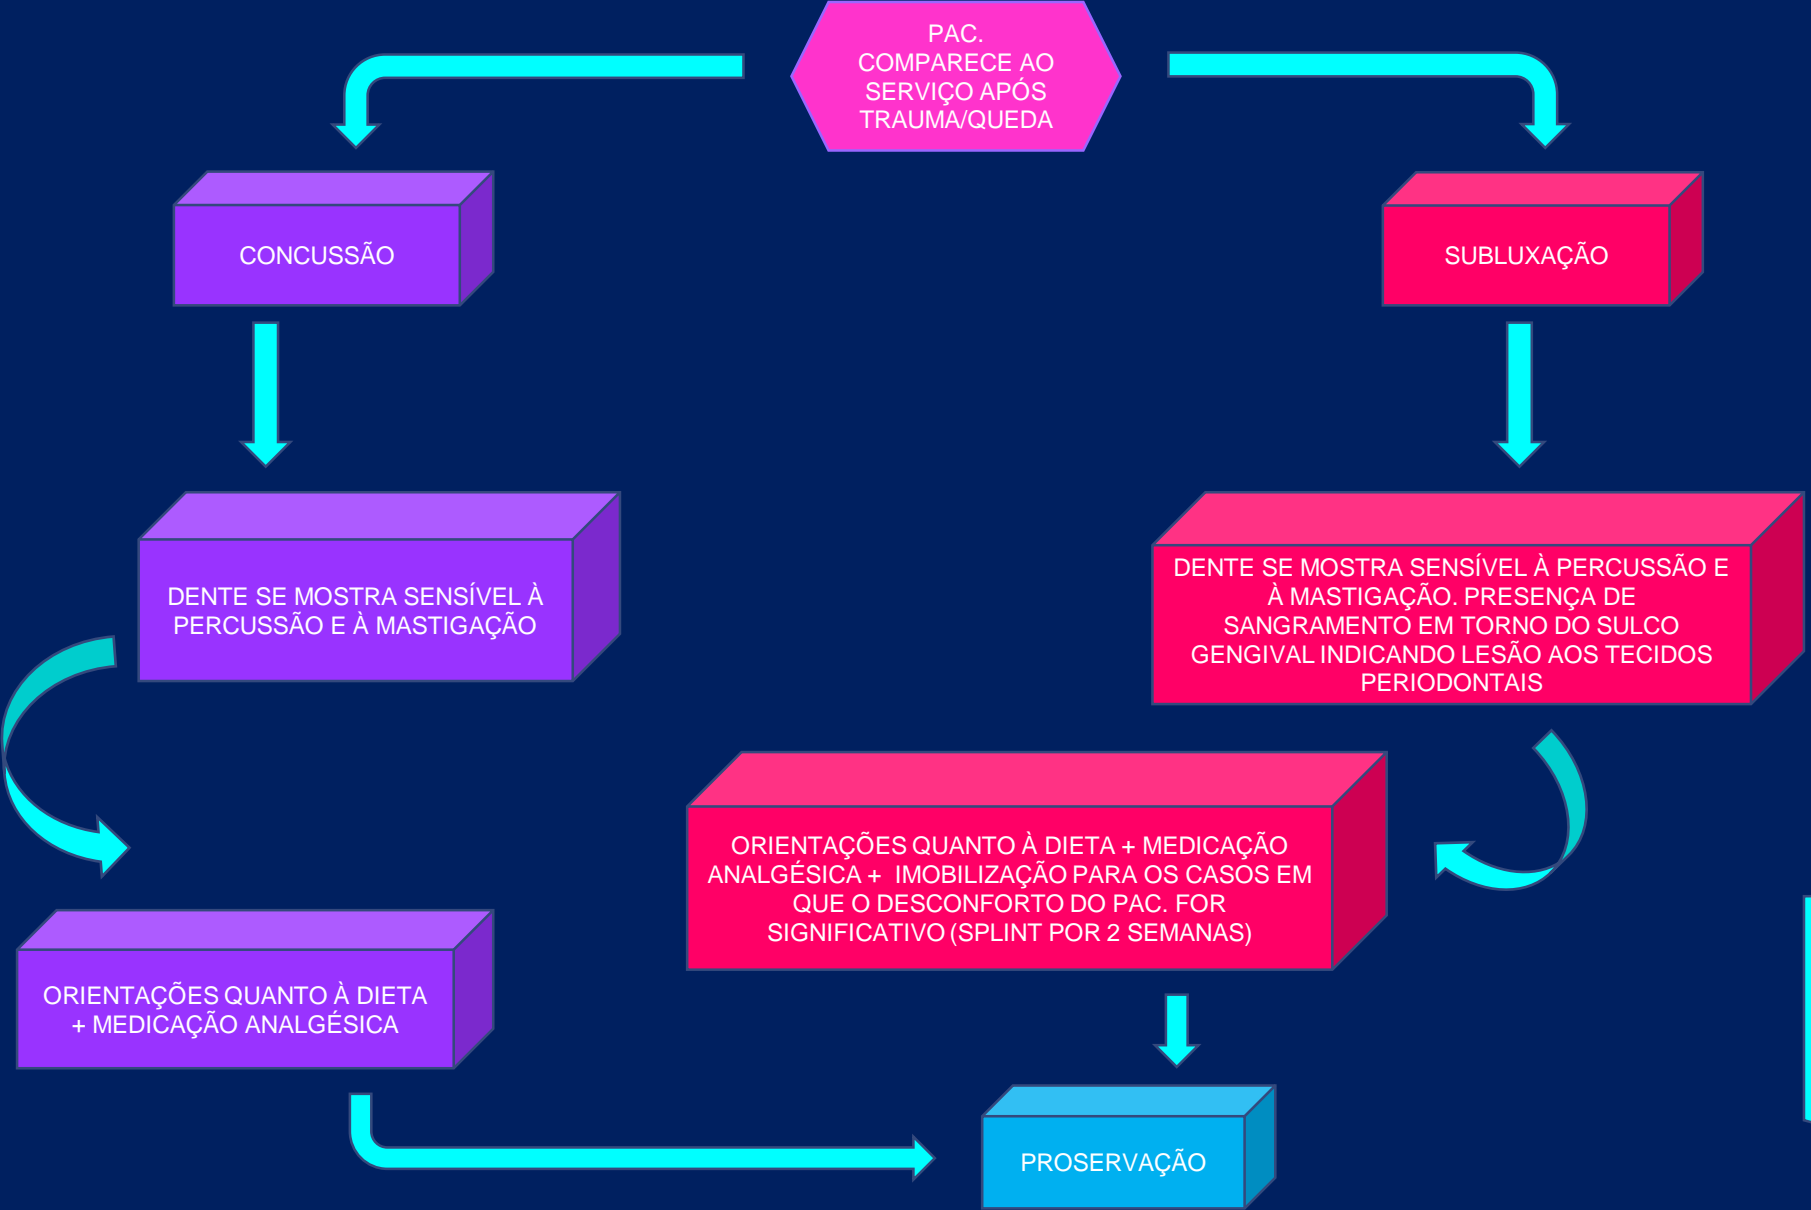 PAC.
COMPARECE AO
SERVIÇO APÓS
TRAUMA/QUEDA
CONCUSSÃO
SUBLUXAÇÃO
DENTE SE MOSTRA SENSÍVEL À
PERCUSSÃO E À MASTIGAÇÃO
DENTE SE MOSTRA SENSÍVEL À PERCUSSÃO E
À MASTIGAÇÃO. PRESENÇA DE
SANGRAMENTO EM TORNO DO SULCO
GENGIVAL INDICANDO LESÃO AOS TECIDOS
PERIODONTAIS
ORIENTAÇÕES QUANTO À DIETA + MEDICAÇÃO
ANALGÉSICA + IMOBILIZAÇÃO PARA OS CASOS EM
QUE O DESCONFORTO DO PAC. FOR
SIGNIFICATIVO (SPLINT POR 2 SEMANAS)
ORIENTAÇÕES QUANTO À DIETA
+ MEDICAÇÃO ANALGÉSICA
PROSERVAÇÃO